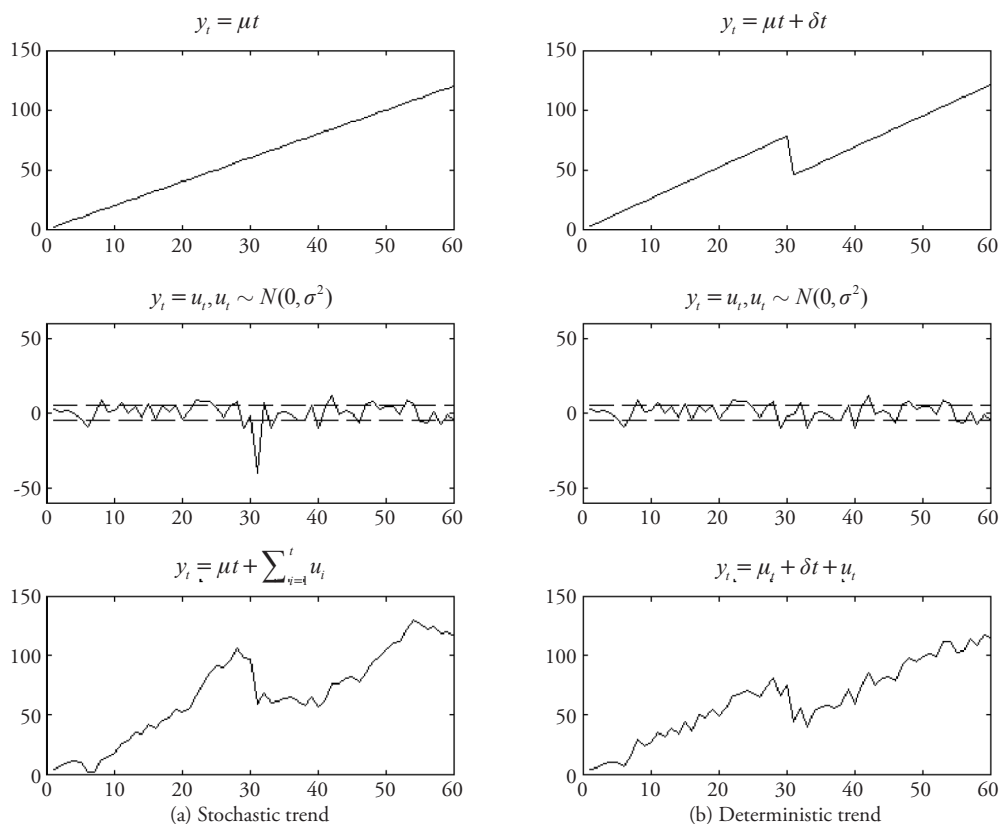 y_t = μt
150
100
50
0
0 10 20 30 40 50 60
y_t = u_t, u_t ∼ N(0, σ²)
50
0
-50
0 10 20 30 40 50 60
y_t = μt + ∑_{i=1}^{t} u_i
150
100
50
0
0 10 20 30 40 50 60
(a) Stochastic trend
y_t = μt + δt
150
100
50
0
0 10 20 30 40 50 60
y_t = u_t, u_t ∼ N(0, σ²)
50
0
-50
0 10 20 30 40 50 60
y_t = μ_t + δt + u_t
150
100
50
0
0 10 20 30 40 50 60
(b) Deterministic trend